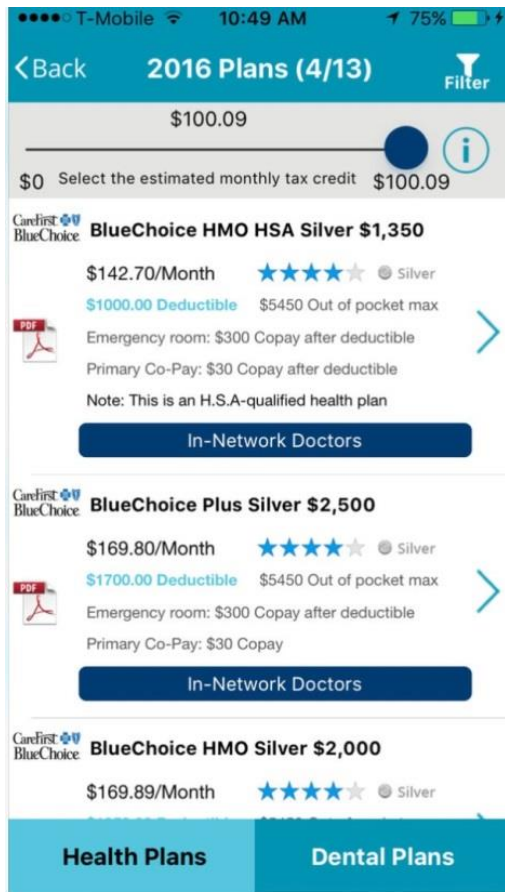 T-Mobile 10:49 AM 75%
Back 2016 Plans (4/13) Filter
$100.09
i
$0 Select the estimated monthly tax credit $100.09
CareFirst BlueChoice BlueChoice HMO HSA Silver $1,350
$142.70/Month Silver
$1000.00 Deductible $5450 Out of pocket max
PDF
Emergency room: $300 Copay after deductible
Primary Co-Pay: $30 Copay after deductible
Note: This is an H.S.A-qualified health plan
In-Network Doctors
CareFirst BlueChoice BlueChoice Plus Silver $2,500
$169.80/Month Silver
$1700.00 Deductible $5450 Out of pocket max
PDF
Emergency room: $300 Copay after deductible
Primary Co-Pay: $30 Copay
In-Network Doctors
CareFirst BlueChoice BlueChoice HMO Silver $2,000
$169.89/Month Silver
Health Plans Dental Plans